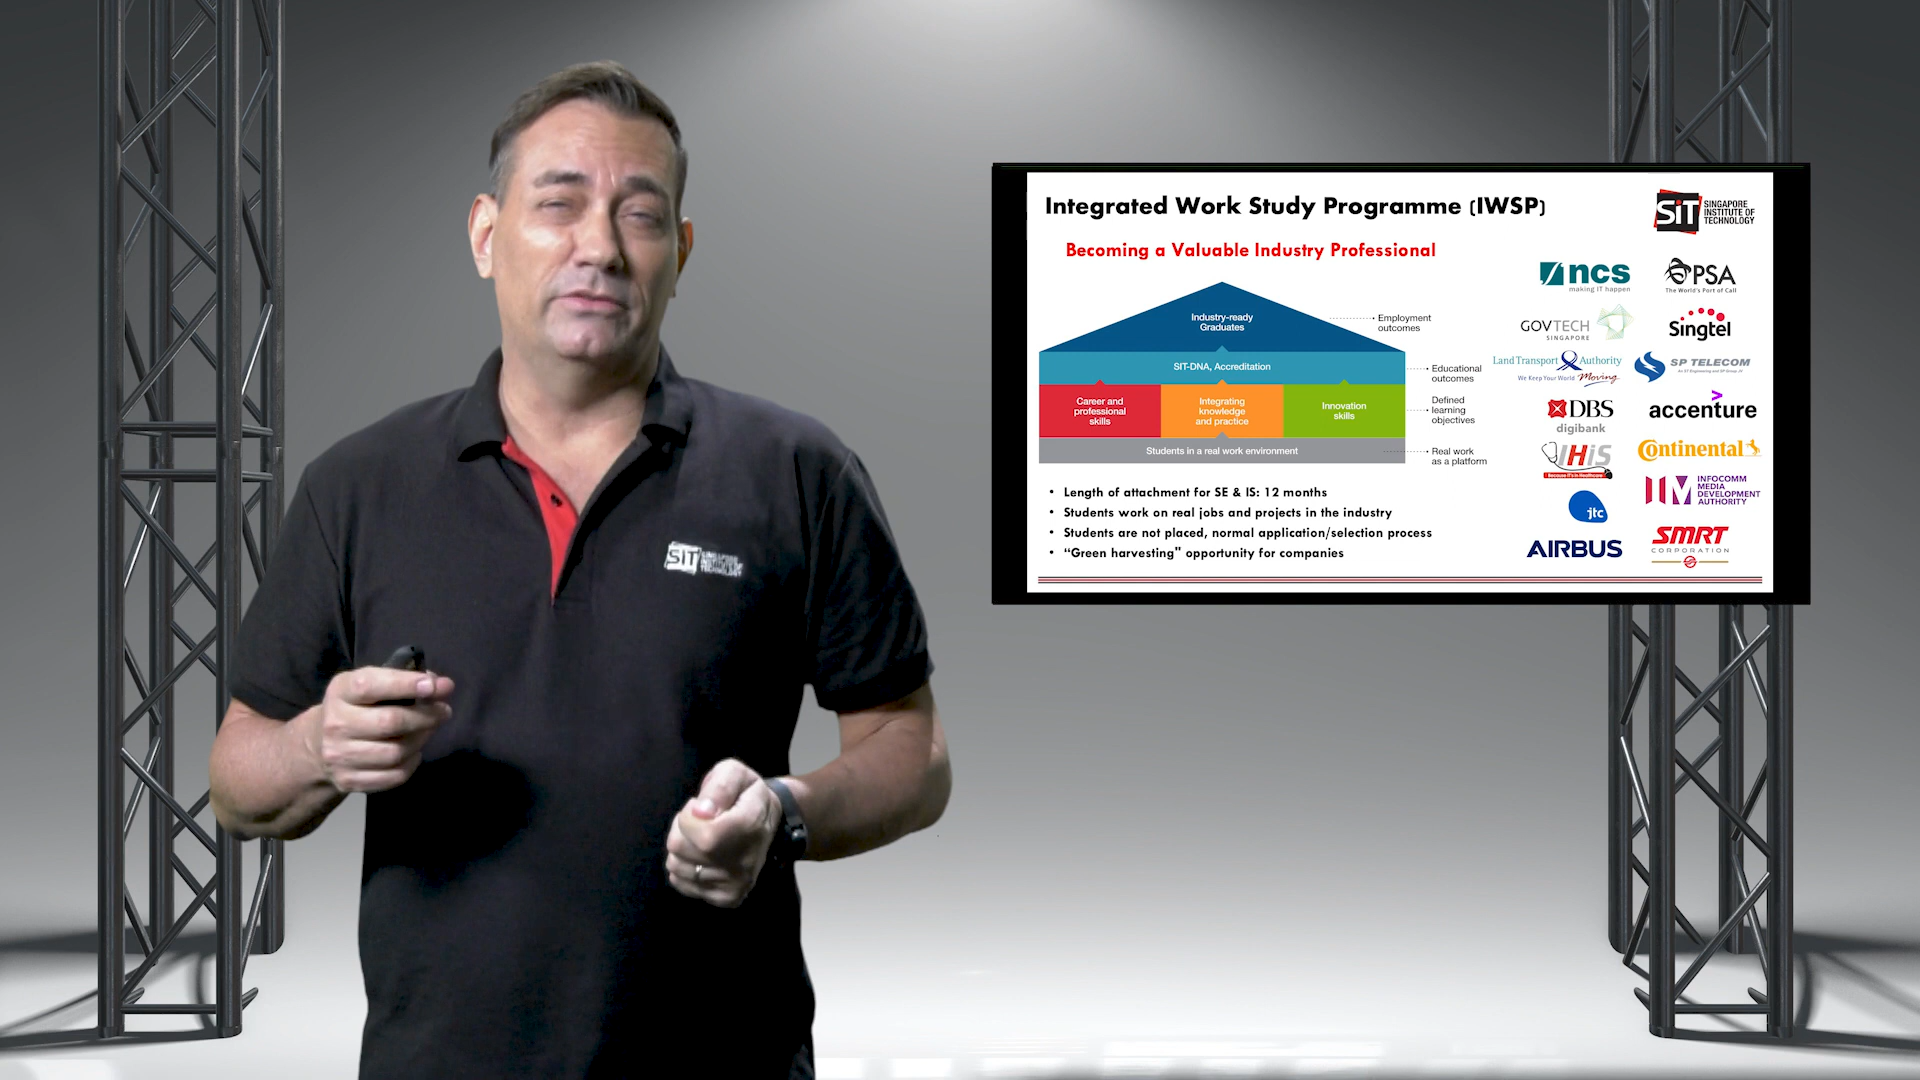 Integrated Work Study Programme (IWSP)
SiT
SINGAPORE
INSTITUTE OF
TECHNOLOGY
Becoming a Valuable Industry Professional
Industry-ready
Graduates
Employment
outcomes
SIT-DNA, Accreditation
Educational
outcomes
Career and
professional
skills
Integrating
knowledge
and practice
Innovation
skills
Defined
learning
objectives
Students in a real work environment
Real work
as a platform
• Length of attachment for SE & IS: 12 months
• Students work on real jobs and projects in the industry
• Students are not placed, normal application/selection process
• “Green harvesting" opportunity for companies
ncs
making IT happen
PSA
The World's Port of Call
GOVTECH
SINGAPORE
Singtel
Land Transport Authority
We Keep Your World Moving
SP TELECOM
DBS
digibank
accenture
IHiS
Continental
INFOCOMM
MEDIA
DEVELOPMENT
AUTHORITY
jtc
AIRBUS
SMRT
CORPORATION
SiT
SINGAPORE
INSTITUTE OF
TECHNOLOGY